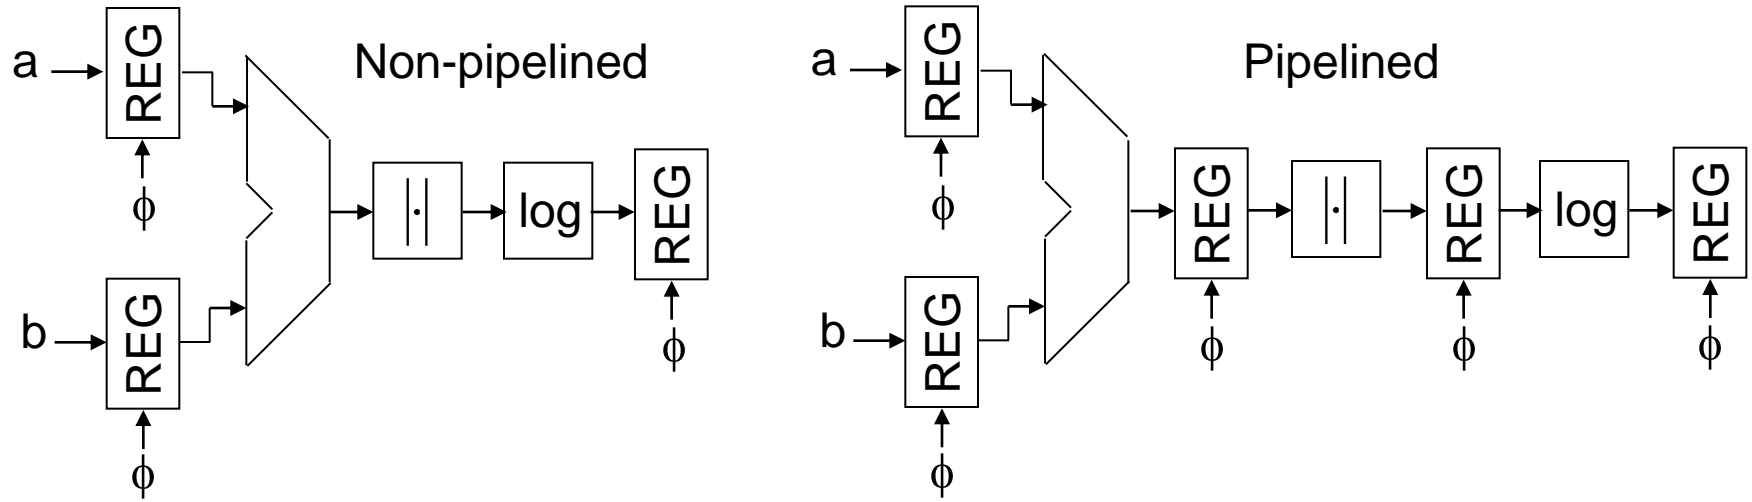 Non-pipelined
a
REG
ϕ
b
REG
ϕ
|·|
log
REG
ϕ
Pipelined
a
REG
ϕ
b
REG
ϕ
REG
ϕ
|·|
REG
ϕ
log
REG
ϕ